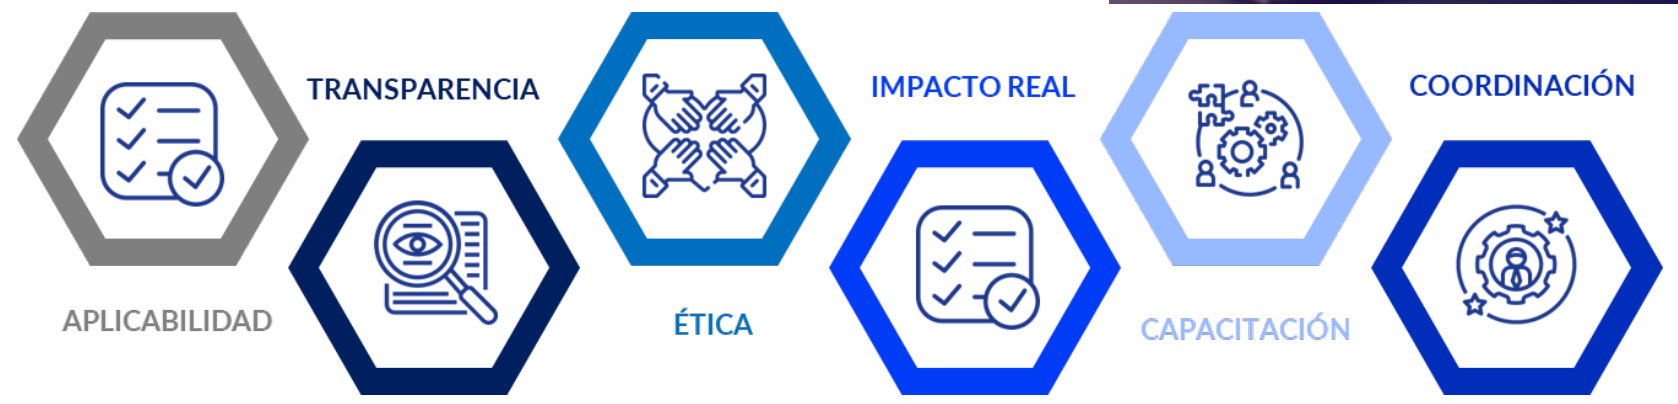 APLICABILIDAD
TRANSPARENCIA
ÉTICA
IMPACTO REAL
CAPACITACIÓN
COORDINACIÓN